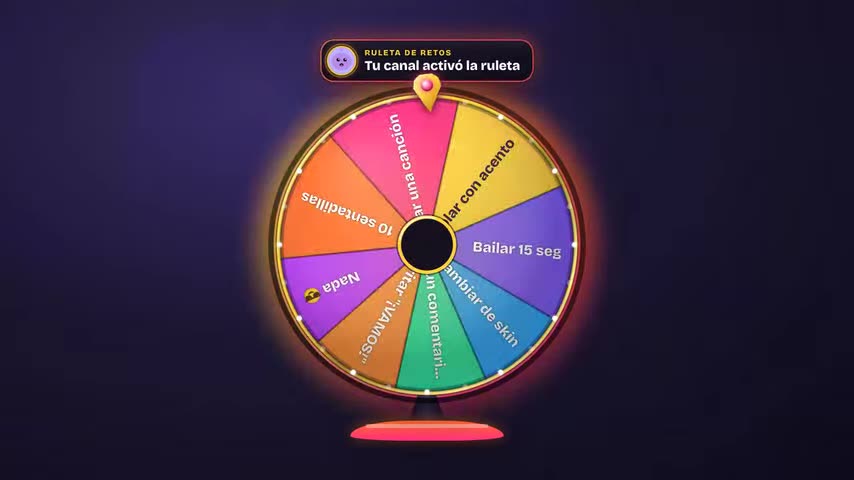 RULETA DE RETOS
Tu canal activó la ruleta
ar una canción
lar con acento
Bailar 15 seg
ambiar de skin
un comentari...
itar "¡VAMOS!"
Nada
10 sentadillas